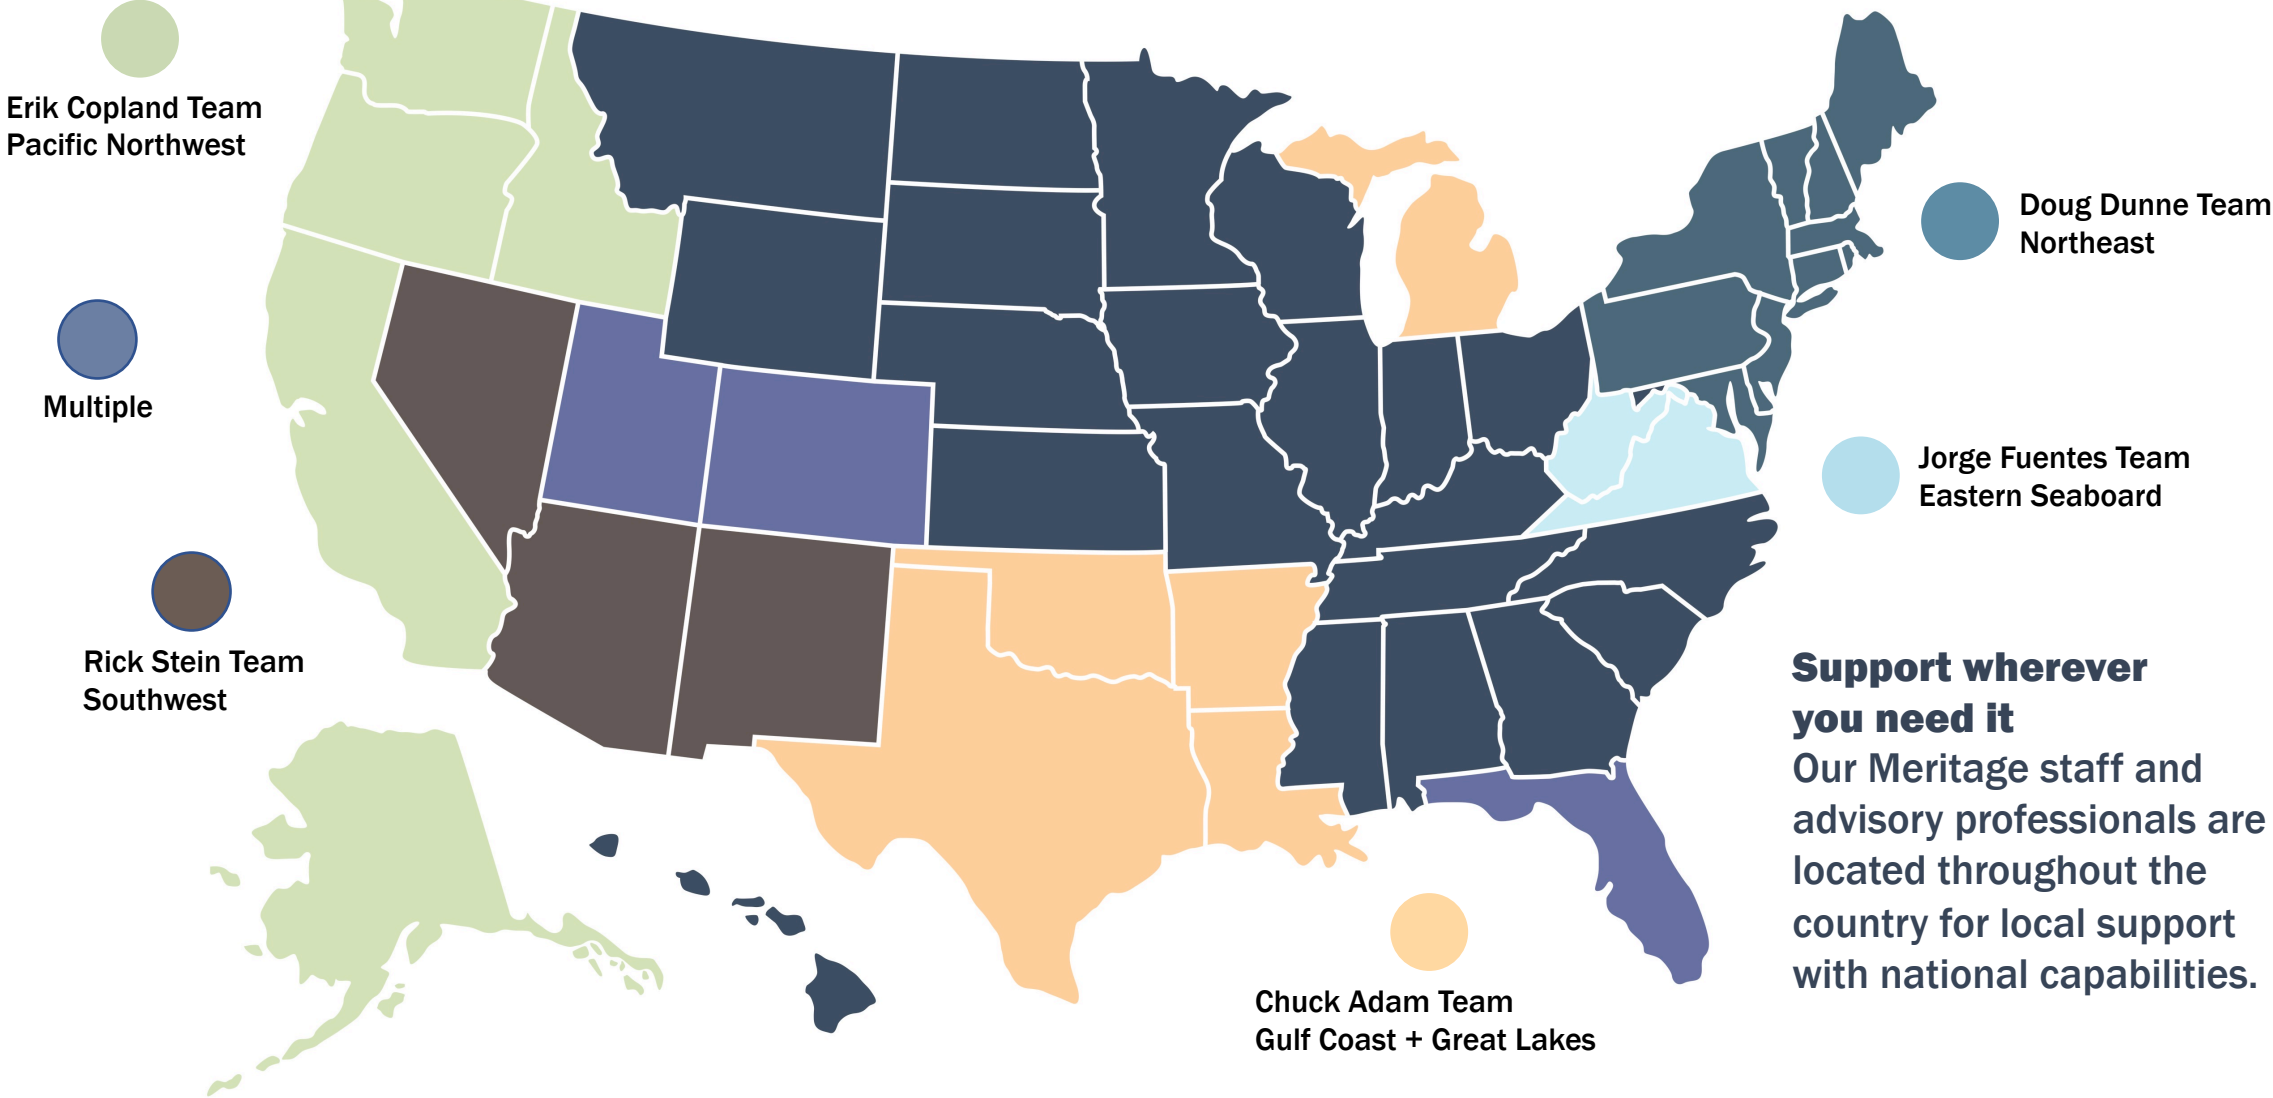 Erik Copland Team
Pacific Northwest
Doug Dunne Team
Northeast
Multiple
Jorge Fuentes Team
Eastern Seaboard
Rick Stein Team
Southwest
Support wherever
you need it
Our Meritage staff and
advisory professionals are
located throughout the
country for local support
with national capabilities.
Chuck Adam Team
Gulf Coast + Great Lakes